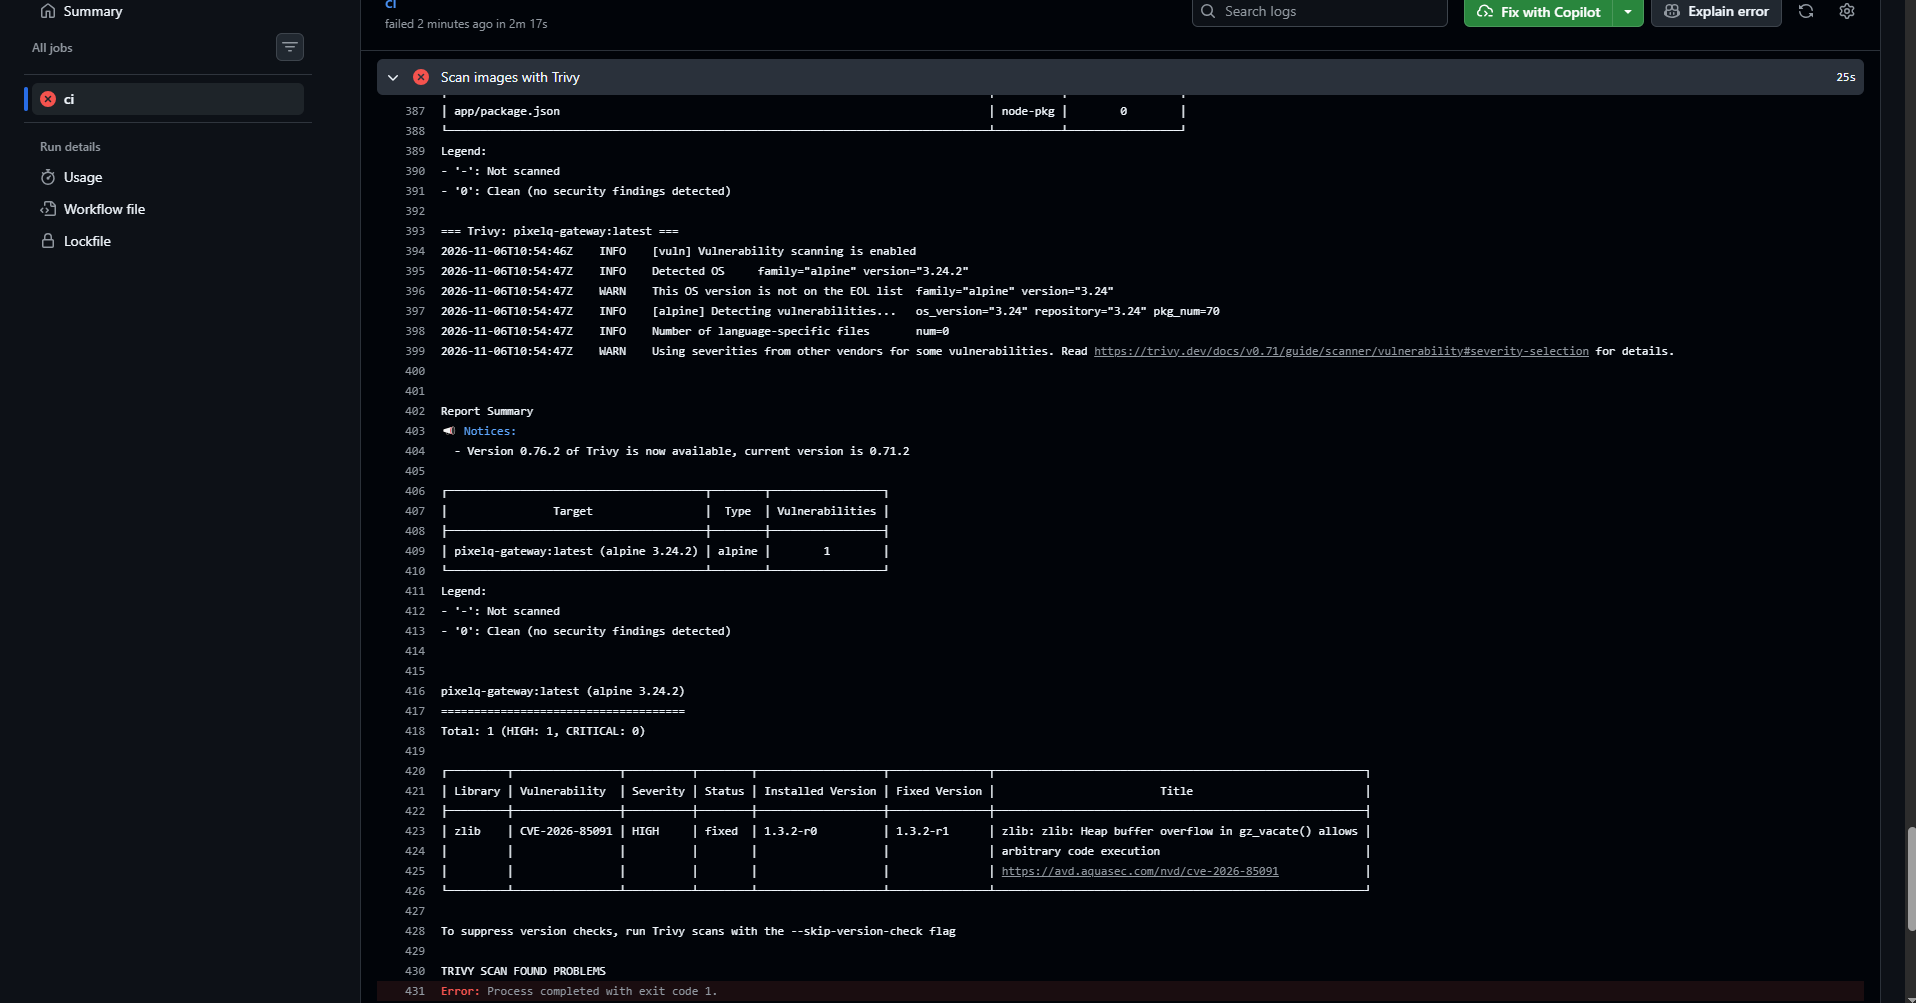 Summary
All jobs
ci
Run details
Usage
Workflow file
Lockfile
ci
failed 2 minutes ago in 2m 17s
Search logs
Fix with Copilot
Explain error
Scan images with Trivy 25s
387 | app/package.json | node-pkg | 0 |
388
389 Legend:
390 - '-': Not scanned
391 - '0': Clean (no security findings detected)
392
393 === Trivy: pixelq-gateway:latest ===
394 2026-11-06T10:54:46Z INFO [vuln] Vulnerability scanning is enabled
395 2026-11-06T10:54:47Z INFO Detected OS family="alpine" version="3.24.2"
396 2026-11-06T10:54:47Z WARN This OS version is not on the EOL list family="alpine" version="3.24"
397 2026-11-06T10:54:47Z INFO [alpine] Detecting vulnerabilities... os_version="3.24" repository="3.24" pkg_num=70
398 2026-11-06T10:54:47Z INFO Number of language-specific files num=0
399 2026-11-06T10:54:47Z WARN Using severities from other vendors for some vulnerabilities. Read https://trivy.dev/docs/v0.71/guide/scanner/vulnerability#severity-selection for details.
400
401
402 Report Summary
403 📣 Notices:
404 - Version 0.76.2 of Trivy is now available, current version is 0.71.2
405
406
407 | Target | Type | Vulnerabilities |
408
409 | pixelq-gateway:latest (alpine 3.24.2) | alpine | 1 |
410
411 Legend:
412 - '-': Not scanned
413 - '0': Clean (no security findings detected)
414
415
416 pixelq-gateway:latest (alpine 3.24.2)
417 =====================================
418 Total: 1 (HIGH: 1, CRITICAL: 0)
419
420
421 | Library | Vulnerability | Severity | Status | Installed Version | Fixed Version | Title |
422
423 | zlib | CVE-2026-85091 | HIGH | fixed | 1.3.2-r0 | 1.3.2-r1 | zlib: zlib: Heap buffer overflow in gz_vacate() allows |
424 | | | | | | | arbitrary code execution |
425 | | | | | | | https://avd.aquasec.com/nvd/cve-2026-85091 |
426
427
428 To suppress version checks, run Trivy scans with the --skip-version-check flag
429
430 TRIVY SCAN FOUND PROBLEMS
431 Error: Process completed with exit code 1.